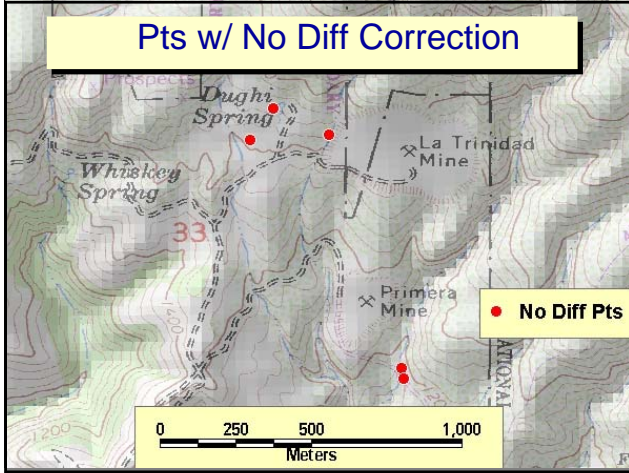 Pts w/ No Diff Correction
Prospects
Dughi
Spring
La Trinidad
Mine
Whiskey
Spring
33
Primera
Mine
1400
No Diff Pts
1200
0 250 500 1,000
Meters